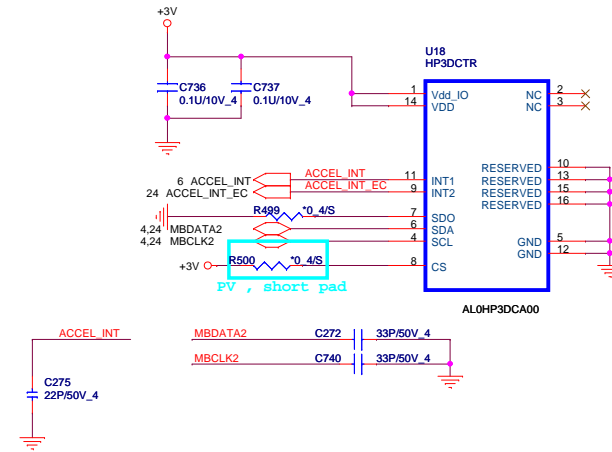 +3V
U18
HP3DCTR
C736
0.1U/10V_4
C737
0.1U/10V_4
1
Vdd_IO
14
VDD
NC
2
NC
3
6 ACCEL_INT
ACCEL_INT
11
INT1
24 ACCEL_INT_EC
ACCEL_INT_EC
9
INT2
RESERVED
10
RESERVED
13
RESERVED
15
RESERVED
16
R499
*0_4/S
7
SDO
4,24 MBDATA2
6
SDA
4,24 MBCLK2
4
SCL
GND
5
GND
12
+3V
R500
*0_4/S
8
CS
PV , short pad
AL0HP3DCA00
ACCEL_INT
MBDATA2
C272
33P/50V_4
MBCLK2
C740
33P/50V_4
C275
22P/50V_4